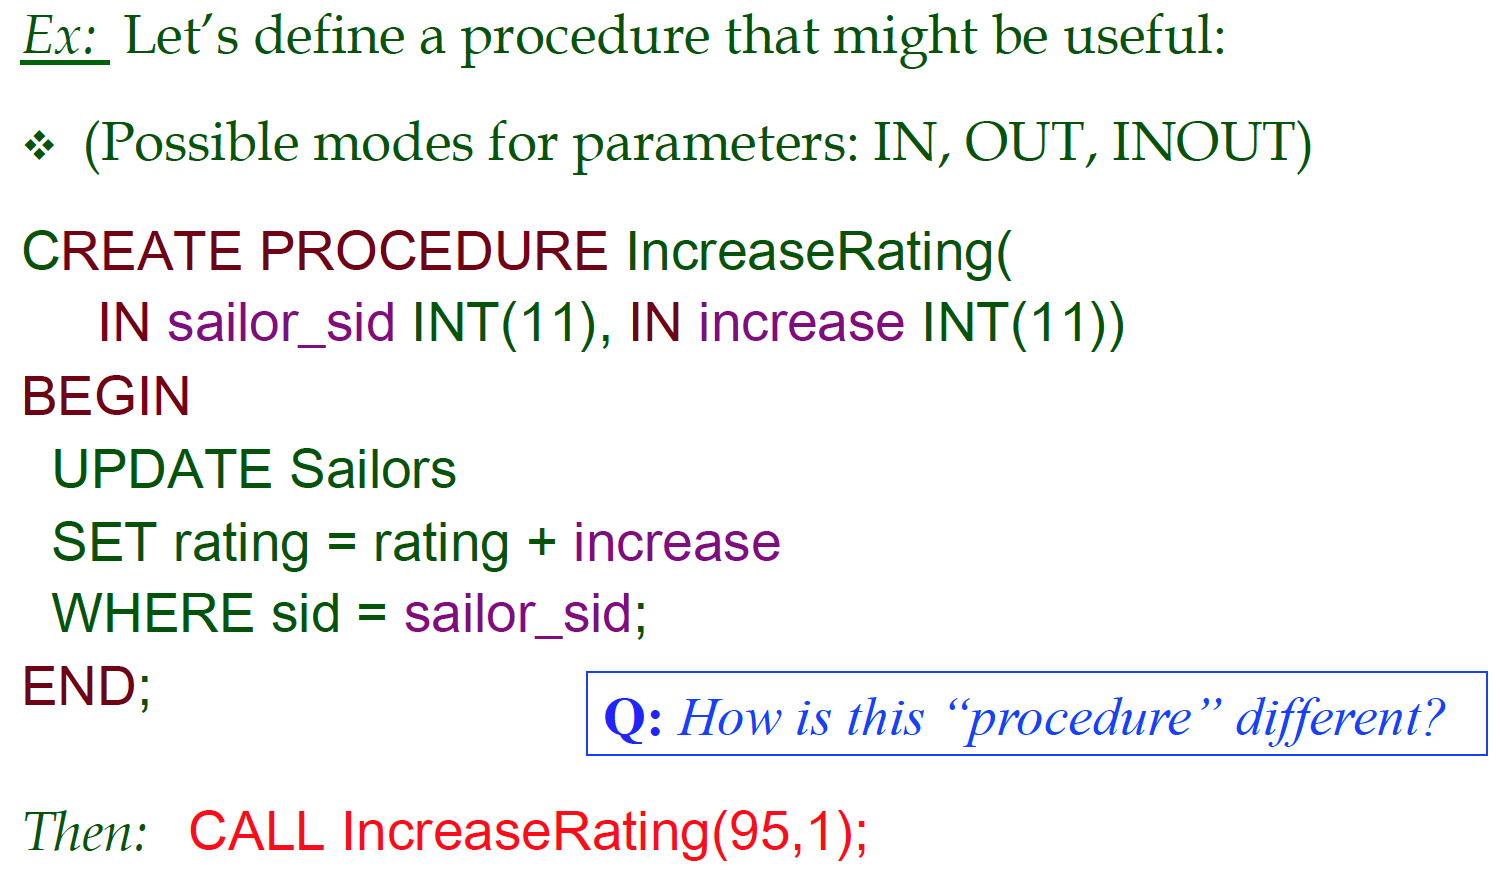 Ex: Let’s define a procedure that might be useful:
❖ (Possible modes for parameters: IN, OUT, INOUT)
CREATE PROCEDURE IncreaseRating(
IN sailor_sid INT(11), IN increase INT(11))
BEGIN
UPDATE Sailors
SET rating = rating + increase
WHERE sid = sailor_sid;
END;
Q: How is this “procedure” different?
Then: CALL IncreaseRating(95,1);